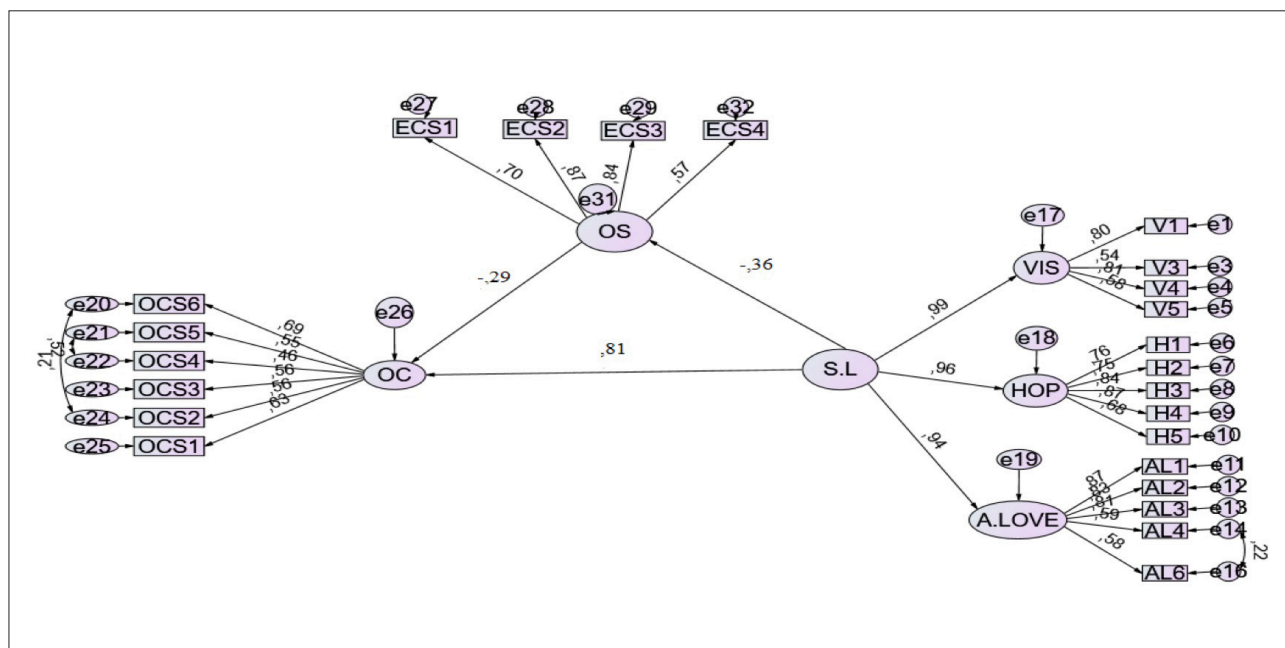 e27 e28 e29 e32
ECS1 ECS2 ECS3 ECS4
,70 ,87 ,84 ,57
e31
OS
-,29
-,36
,81
e26
OC
e20 OCS6 ,69
e21 OCS5 ,55
e22 OCS4 ,46
e23 OCS3 ,56
e24 OCS2 ,56
e25 OCS1 ,63
,52
,21
S.L
,99
,96
,94
e17
VIS
,80 V1 e1
,54 V3 e3
,81 V4 e4
,58 V5 e5
e18
HOP
,76 H1 e6
,75 H2 e7
,84 H3 e8
,87 H4 e9
,68 H5 e10
e19
A.LOVE
,87 AL1 e11
,83 AL2 e12
,81 AL3 e13
,59 AL4 e14
,58 AL6 e16
,22